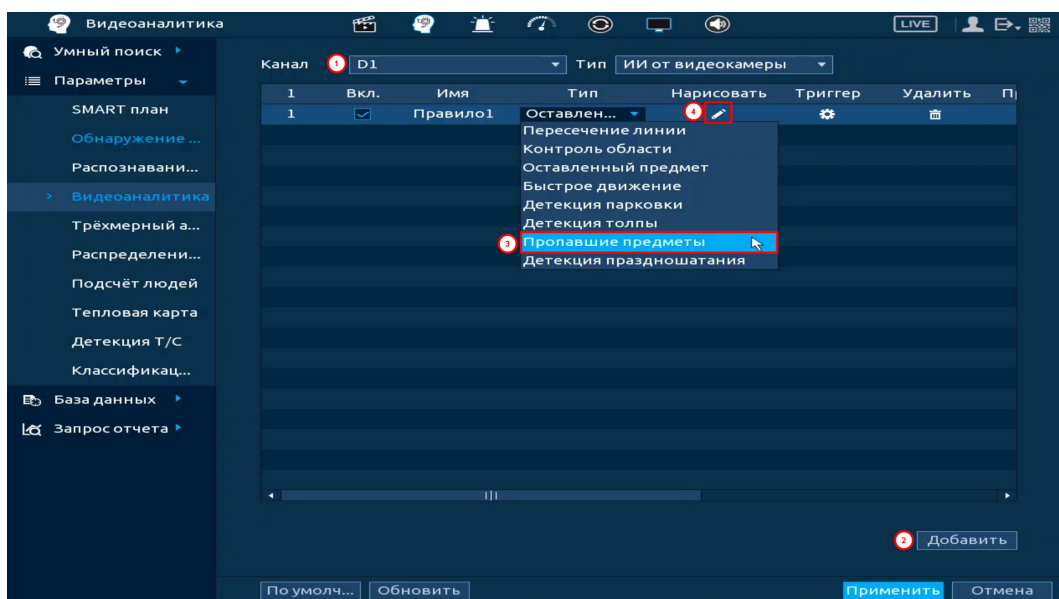 Видеоаналитика
LIVE
Умный поиск
Параметры
SMART план
Обнаружение ...
Распознавани...
Видеоаналитика
Трёхмерный а...
Распределени...
Подсчёт людей
Тепловая карта
Детекция Т/С
Классификац...
База данных
Запрос отчета
Канал 1 D1 Тип ИИ от видеокамеры
1 Вкл. Имя Тип Нарисовать Триггер Удалить П
1 Правило1 Оставлен... 4
Пересечение линии
Контроль области
Оставленный предмет
Быстрое движение
Детекция парковки
Детекция толпы
3 Пропавшие предметы
Детекция праздношатания
2 Добавить
По умолч... Обновить Применить Отмена